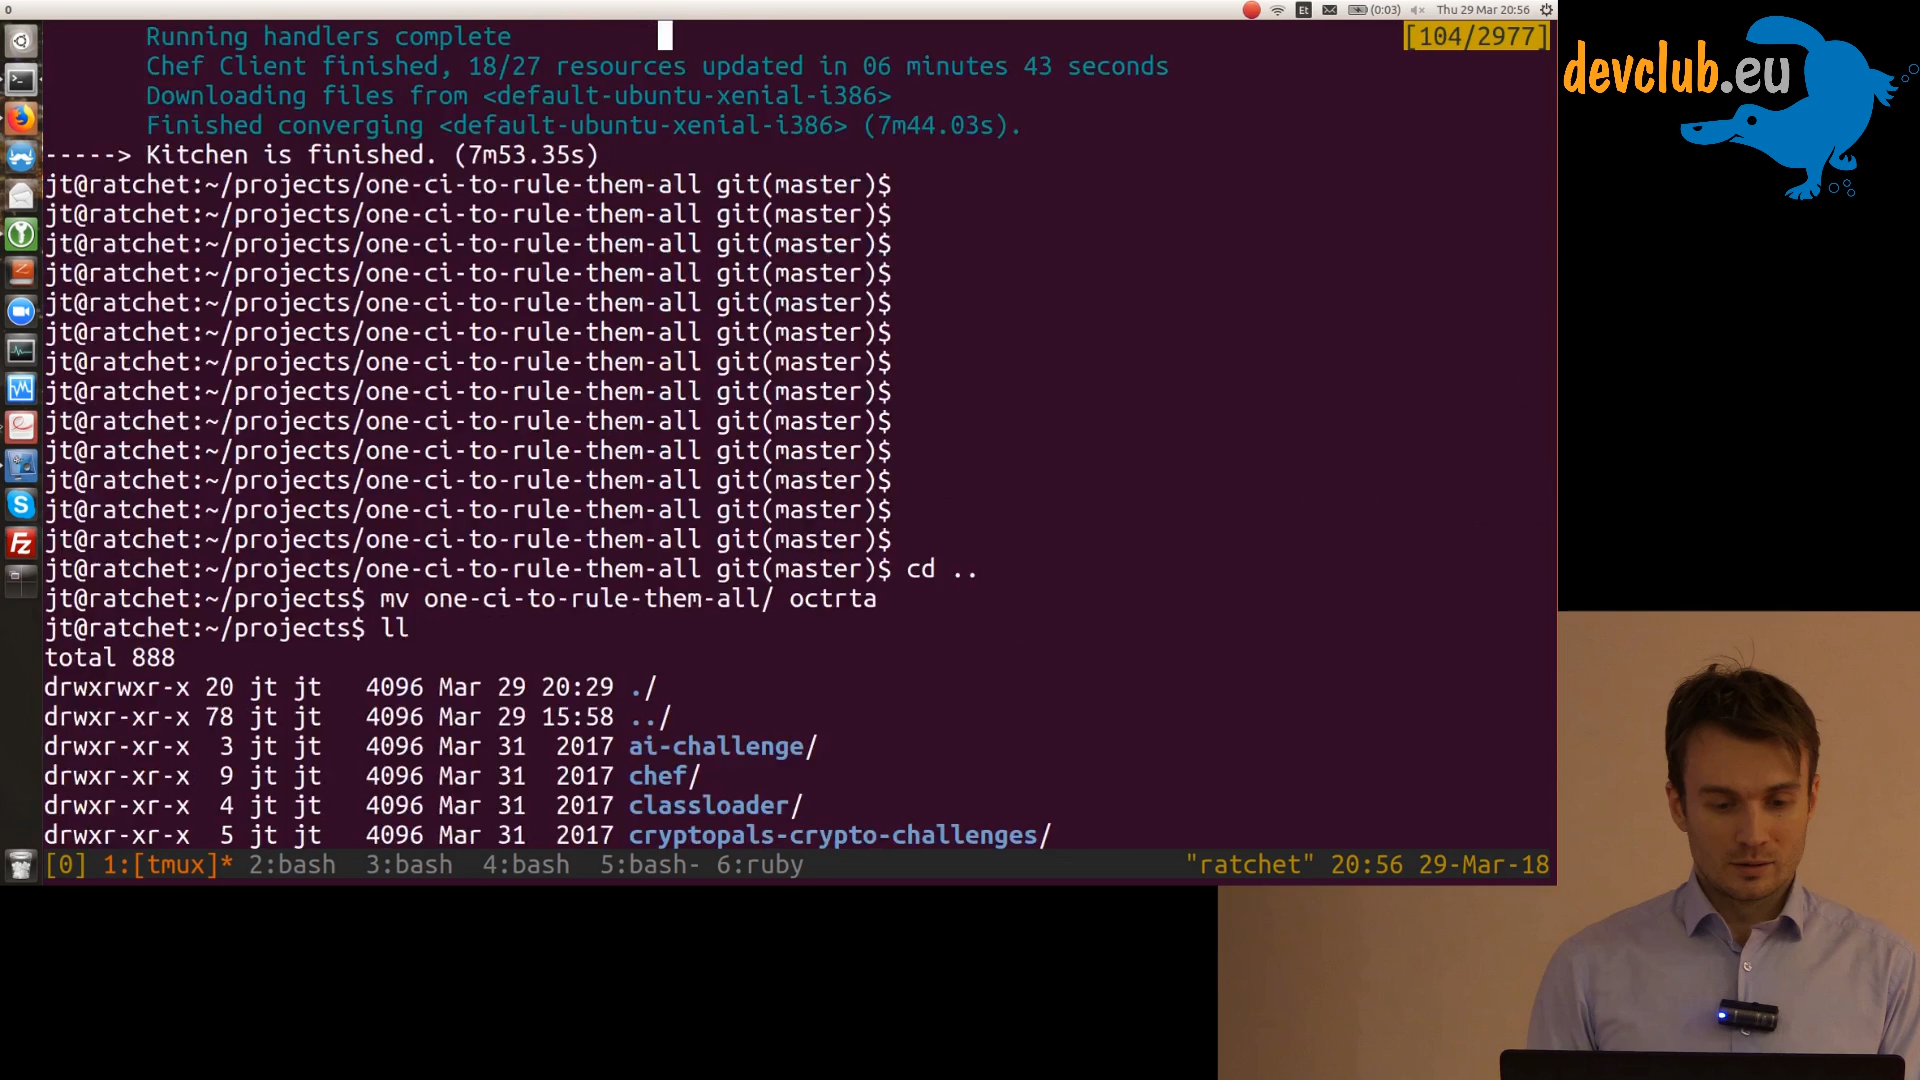 0
Et
(0:03)
Thu 29 Mar 20:56
Running handlers complete
[104/2977]
Chef Client finished, 18/27 resources updated in 06 minutes 43 seconds
Downloading files from <default-ubuntu-xenial-i386>
Finished converging <default-ubuntu-xenial-i386> (7m44.03s).
-----> Kitchen is finished. (7m53.35s)
jt@ratchet:~/projects/one-ci-to-rule-them-all git(master)$
jt@ratchet:~/projects/one-ci-to-rule-them-all git(master)$
jt@ratchet:~/projects/one-ci-to-rule-them-all git(master)$
jt@ratchet:~/projects/one-ci-to-rule-them-all git(master)$
jt@ratchet:~/projects/one-ci-to-rule-them-all git(master)$
jt@ratchet:~/projects/one-ci-to-rule-them-all git(master)$
jt@ratchet:~/projects/one-ci-to-rule-them-all git(master)$
jt@ratchet:~/projects/one-ci-to-rule-them-all git(master)$
jt@ratchet:~/projects/one-ci-to-rule-them-all git(master)$
jt@ratchet:~/projects/one-ci-to-rule-them-all git(master)$
jt@ratchet:~/projects/one-ci-to-rule-them-all git(master)$
jt@ratchet:~/projects/one-ci-to-rule-them-all git(master)$
jt@ratchet:~/projects/one-ci-to-rule-them-all git(master)$
jt@ratchet:~/projects/one-ci-to-rule-them-all git(master)$ cd ..
jt@ratchet:~/projects$ mv one-ci-to-rule-them-all/ octrta
jt@ratchet:~/projects$ ll
total 888
drwxrwxr-x 20 jt jt   4096 Mar 29 20:29 ./
drwxr-xr-x 78 jt jt   4096 Mar 29 15:58 ../
drwxr-xr-x  3 jt jt   4096 Mar 31  2017 ai-challenge/
drwxr-xr-x  9 jt jt   4096 Mar 31  2017 chef/
drwxr-xr-x  4 jt jt   4096 Mar 31  2017 classloader/
drwxr-xr-x  5 jt jt   4096 Mar 31  2017 cryptopals-crypto-challenges/
[0] 1:[tmux]* 2:bash  3:bash  4:bash  5:bash- 6:ruby
"ratchet" 20:56 29-Mar-18
devclub.eu